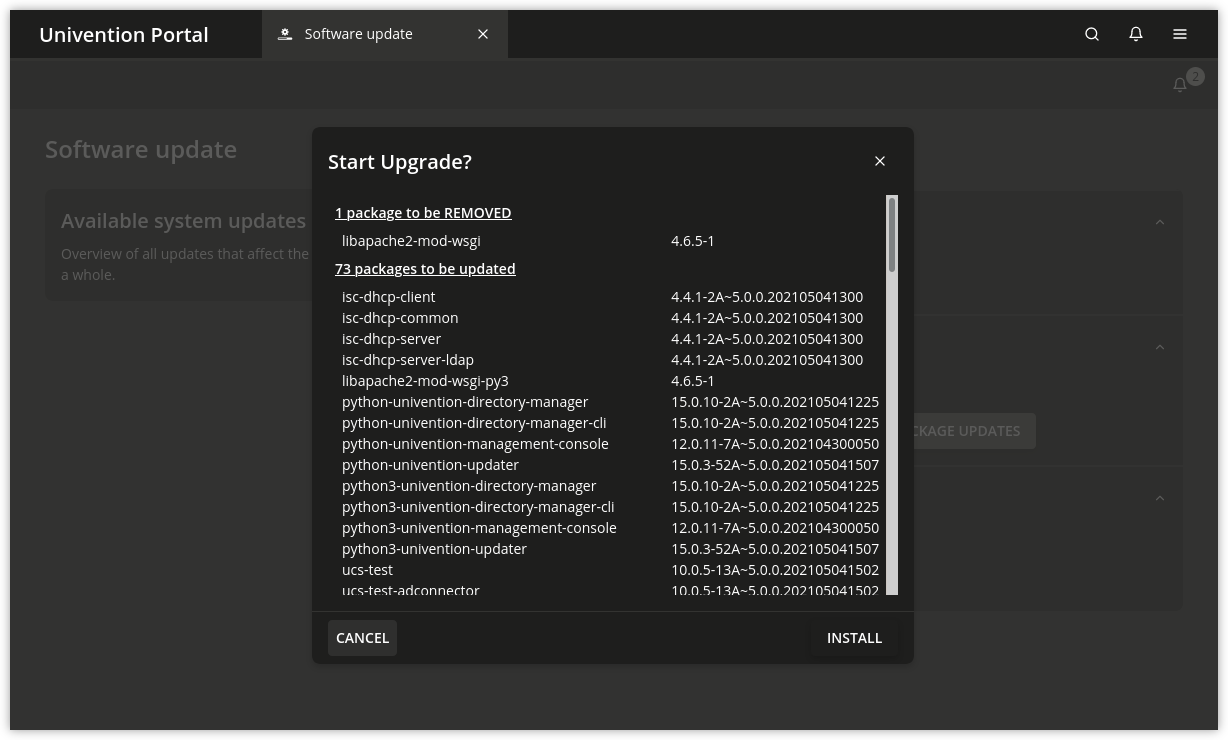 Univention Portal
Software update
2
Software update
Available system updates
Overview of all updates that affect the
a whole.
CKAGE UPDATES
Start Upgrade?
1 package to be REMOVED
libapache2-mod-wsgi 4.6.5-1
73 packages to be updated
isc-dhcp-client 4.4.1-2A~5.0.0.202105041300
isc-dhcp-common 4.4.1-2A~5.0.0.202105041300
isc-dhcp-server 4.4.1-2A~5.0.0.202105041300
isc-dhcp-server-ldap 4.4.1-2A~5.0.0.202105041300
libapache2-mod-wsgi-py3 4.6.5-1
python-univention-directory-manager 15.0.10-2A~5.0.0.202105041225
python-univention-directory-manager-cli 15.0.10-2A~5.0.0.202105041225
python-univention-management-console 12.0.11-7A~5.0.0.202104300050
python-univention-updater 15.0.3-52A~5.0.0.202105041507
python3-univention-directory-manager 15.0.10-2A~5.0.0.202105041225
python3-univention-directory-manager-cli 15.0.10-2A~5.0.0.202105041225
python3-univention-management-console 12.0.11-7A~5.0.0.202104300050
python3-univention-updater 15.0.3-52A~5.0.0.202105041507
ucs-test 10.0.5-13A~5.0.0.202105041502
ucs-test-adconnector 10.0.5-13A~5.0.0.202105041502
CANCEL
INSTALL